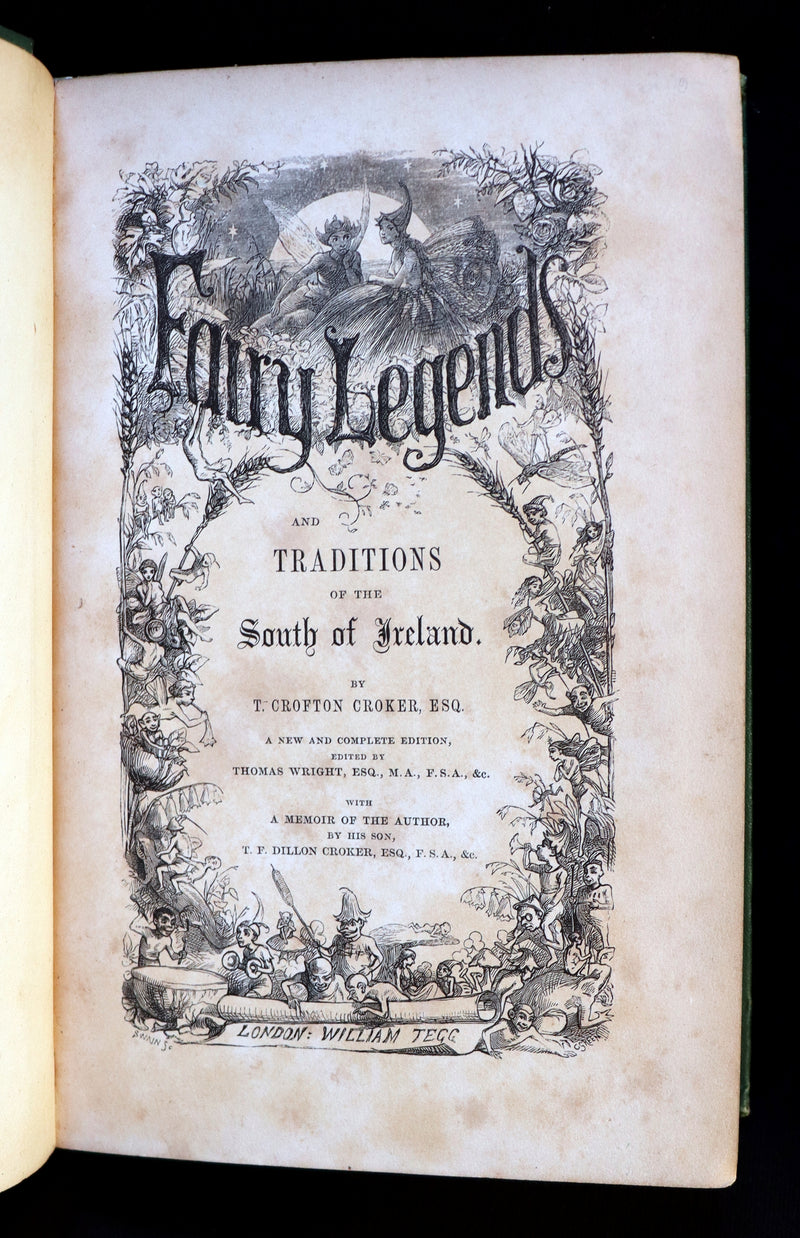 Fairy Legends
AND
TRADITIONS
OF THE
South of Ireland.
BY
T. CROFTON CROKER, ESQ.
A NEW AND COMPLETE EDITION,
EDITED BY
THOMAS WRIGHT, ESQ., M.A., F.S.A., &c.
WITH
A MEMOIR OF THE AUTHOR,
BY HIS SON,
T. F. DILLON CROKER, ESQ., F.S.A., &c.
LONDON: WILLIAM TEGG